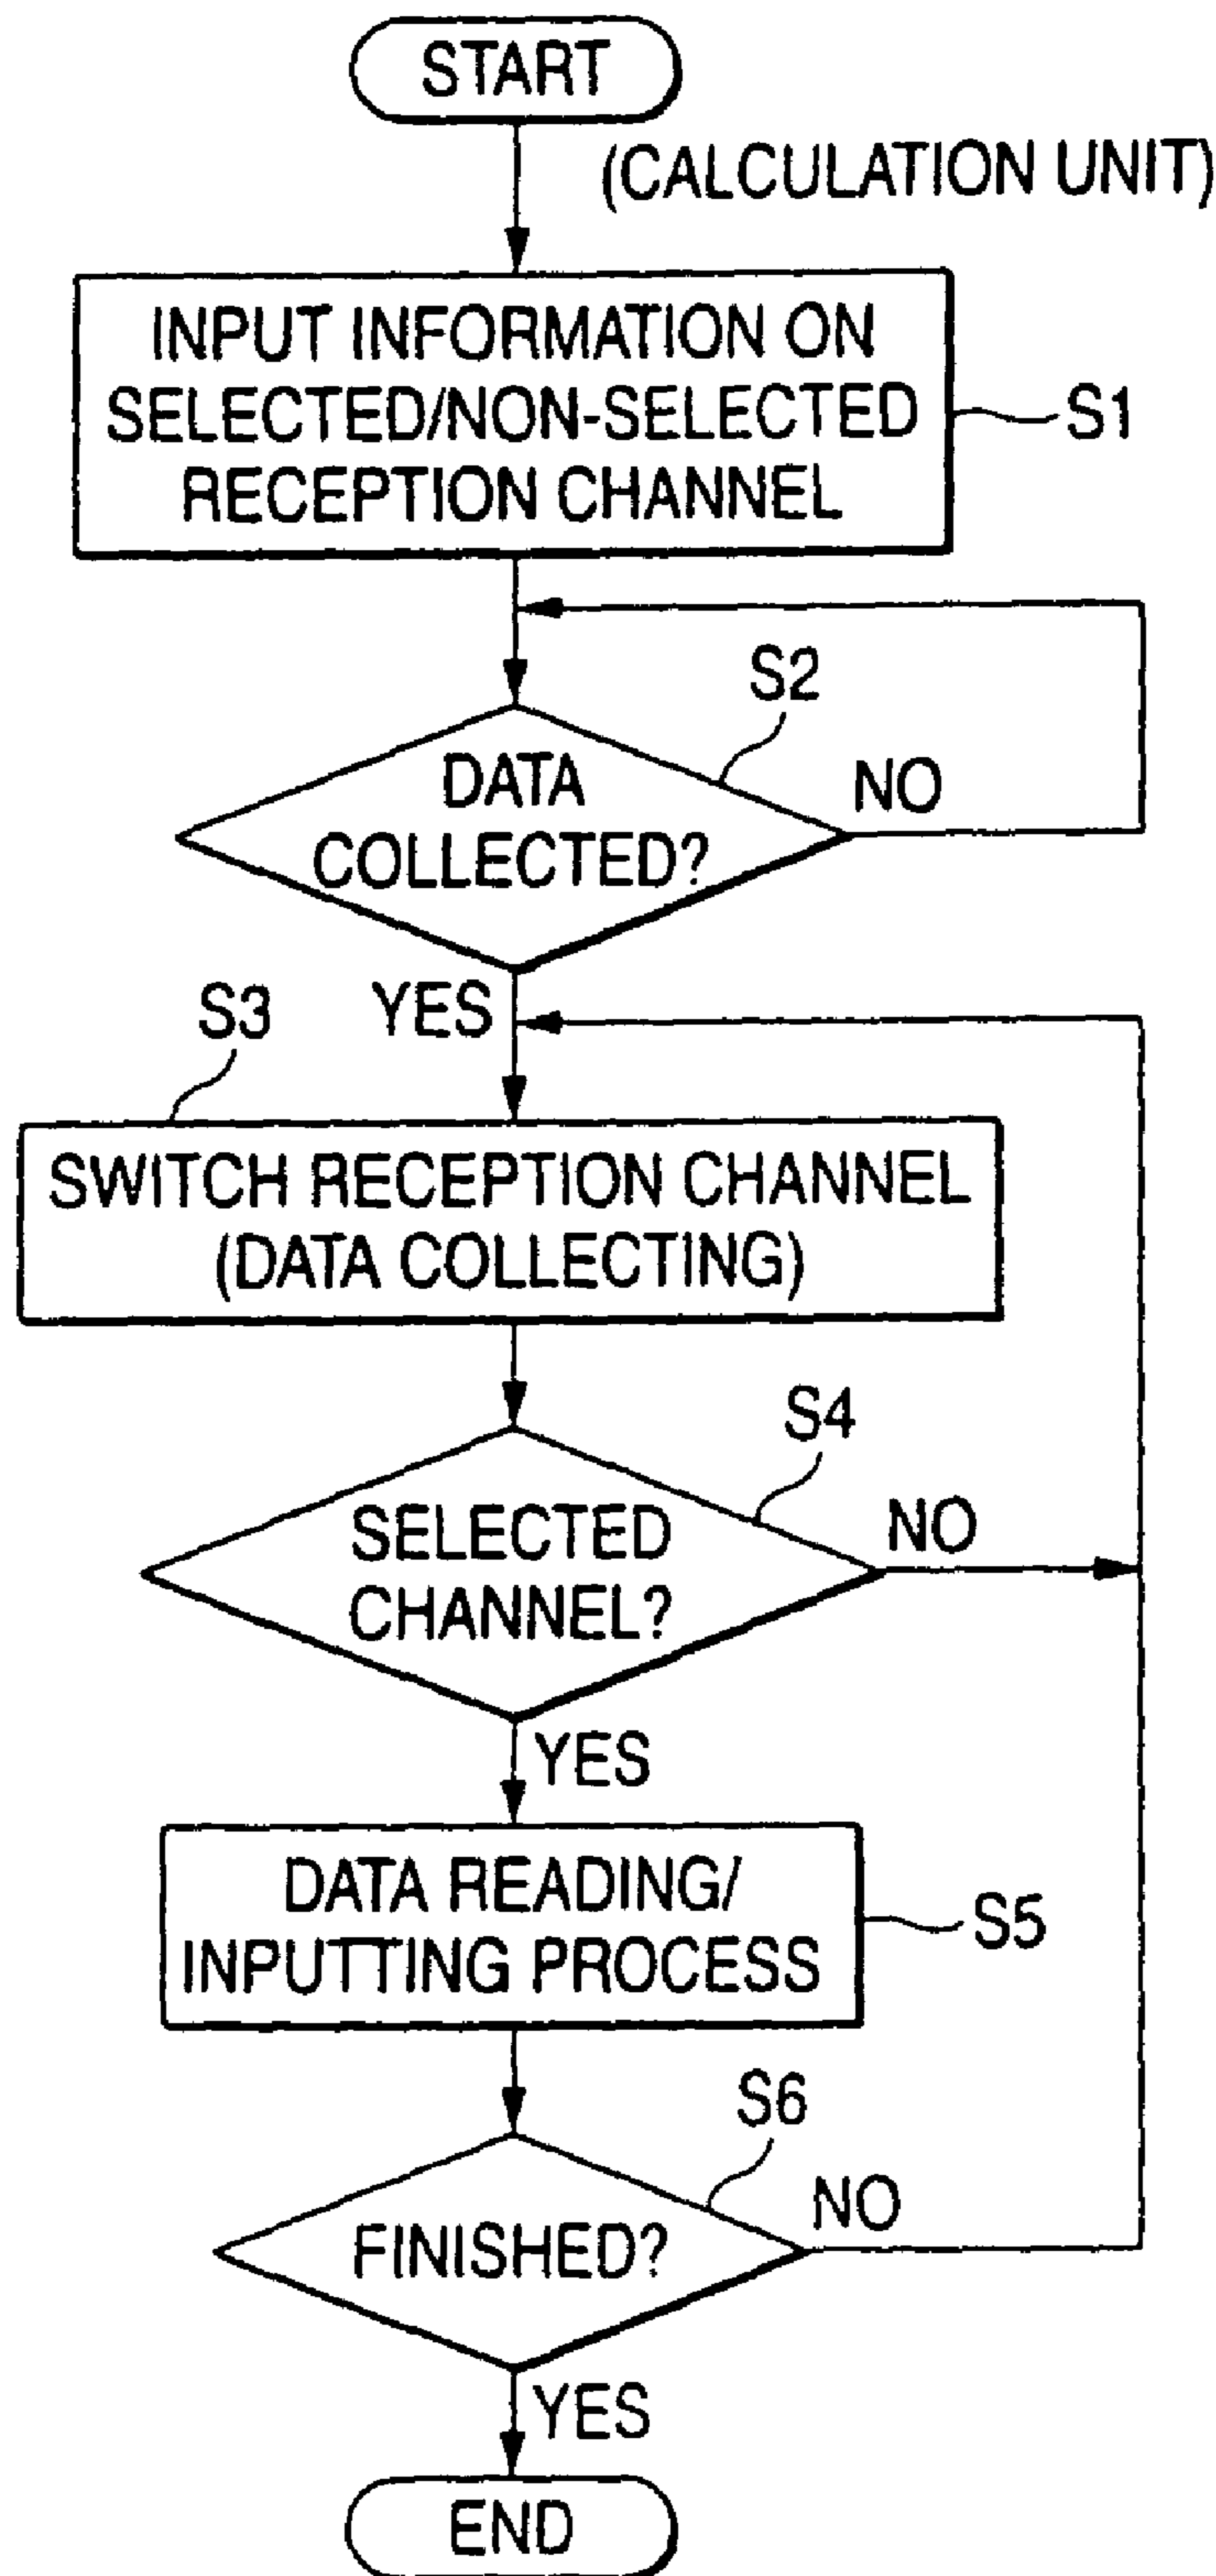 START
(CALCULATION UNIT)
INPUT INFORMATION ON
SELECTED/NON-SELECTED
RECEPTION CHANNEL
S1
S2
DATA
COLLECTED?
NO
YES
S3
SWITCH RECEPTION CHANNEL
(DATA COLLECTING)
S4
SELECTED
CHANNEL?
NO
YES
DATA READING/
INPUTTING PROCESS
S5
S6
FINISHED?
NO
YES
END